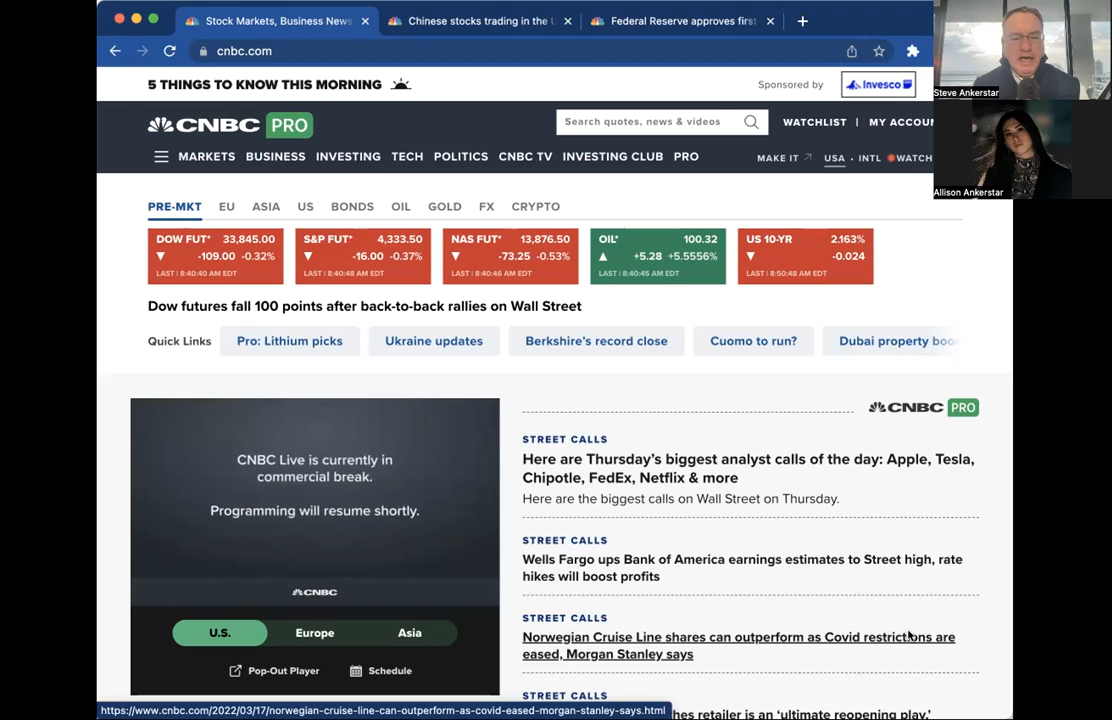 Stock Markets, Business News
Chinese stocks trading in the U
Federal Reserve approves first
cnbc.com
5 THINGS TO KNOW THIS MORNING
Sponsored by
Invesco
CNBC PRO
Search quotes, news & videos
WATCHLIST | MY ACCOUN
MARKETS BUSINESS INVESTING TECH POLITICS CNBC TV INVESTING CLUB PRO
MAKE IT USA • INTL WATCH
Steve Ankerstar
Allison Ankerstar
PRE-MKT EU ASIA US BONDS OIL GOLD FX CRYPTO
DOW FUT* 33,845.00
-109.00 -0.32%
LAST | 8:40:40 AM EDT
S&P FUT* 4,333.50
-16.00 -0.37%
LAST | 8:40:48 AM EDT
NAS FUT* 13,876.50
-73.25 -0.53%
LAST | 8:40:46 AM EDT
OIL* 100.32
+5.28 +5.5556%
LAST | 8:40:45 AM EDT
US 10-YR 2.163%
-0.024
LAST | 8:50:48 AM EDT
Dow futures fall 100 points after back-to-back rallies on Wall Street
Quick Links Pro: Lithium picks Ukraine updates Berkshire's record close Cuomo to run? Dubai property boo
CNBC Live is currently in
commercial break.
Programming will resume shortly.
CNBC
U.S. Europe Asia
Pop-Out Player Schedule
CNBC PRO
STREET CALLS
Here are Thursday's biggest analyst calls of the day: Apple, Tesla,
Chipotle, FedEx, Netflix & more
Here are the biggest calls on Wall Street on Thursday.
STREET CALLS
Wells Fargo ups Bank of America earnings estimates to Street high, rate
hikes will boost profits
STREET CALLS
Norwegian Cruise Line shares can outperform as Covid restrictions are
eased, Morgan Stanley says
STREET CALLS
hes retailer is an 'ultimate reopening play,'
https://www.cnbc.com/2022/03/17/norwegian-cruise-line-can-outperform-as-covid-eased-morgan-stanley-says.html